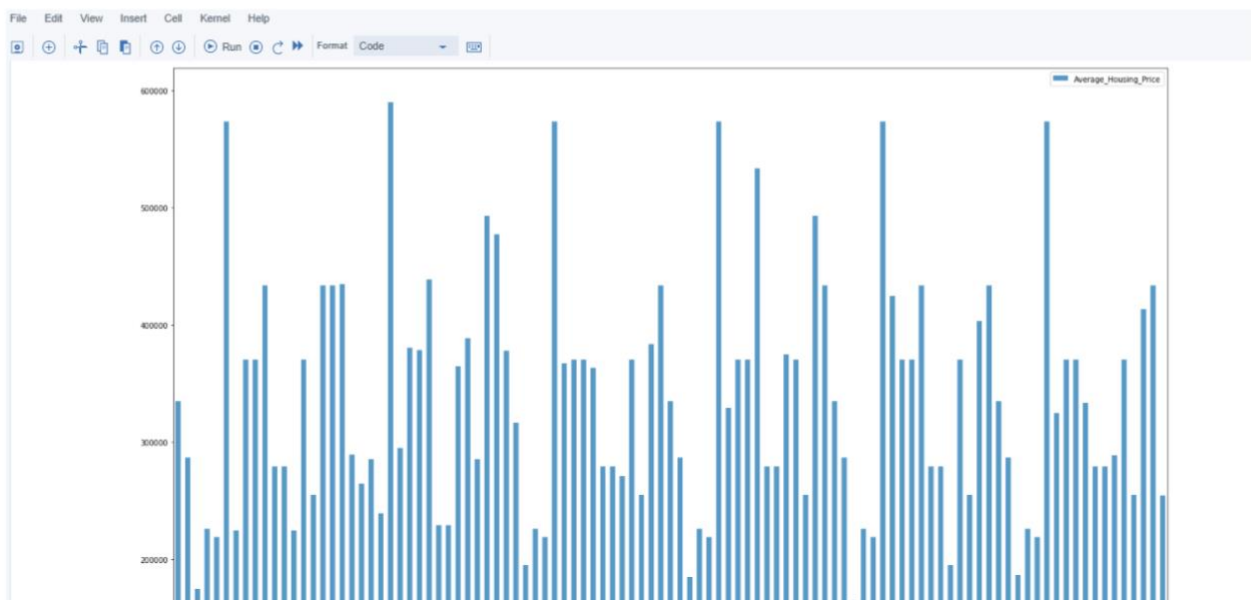 File Edit View Insert Cell Kernel Help
Run Format Code
Average_Housing_Price
600000
500000
400000
300000
200000